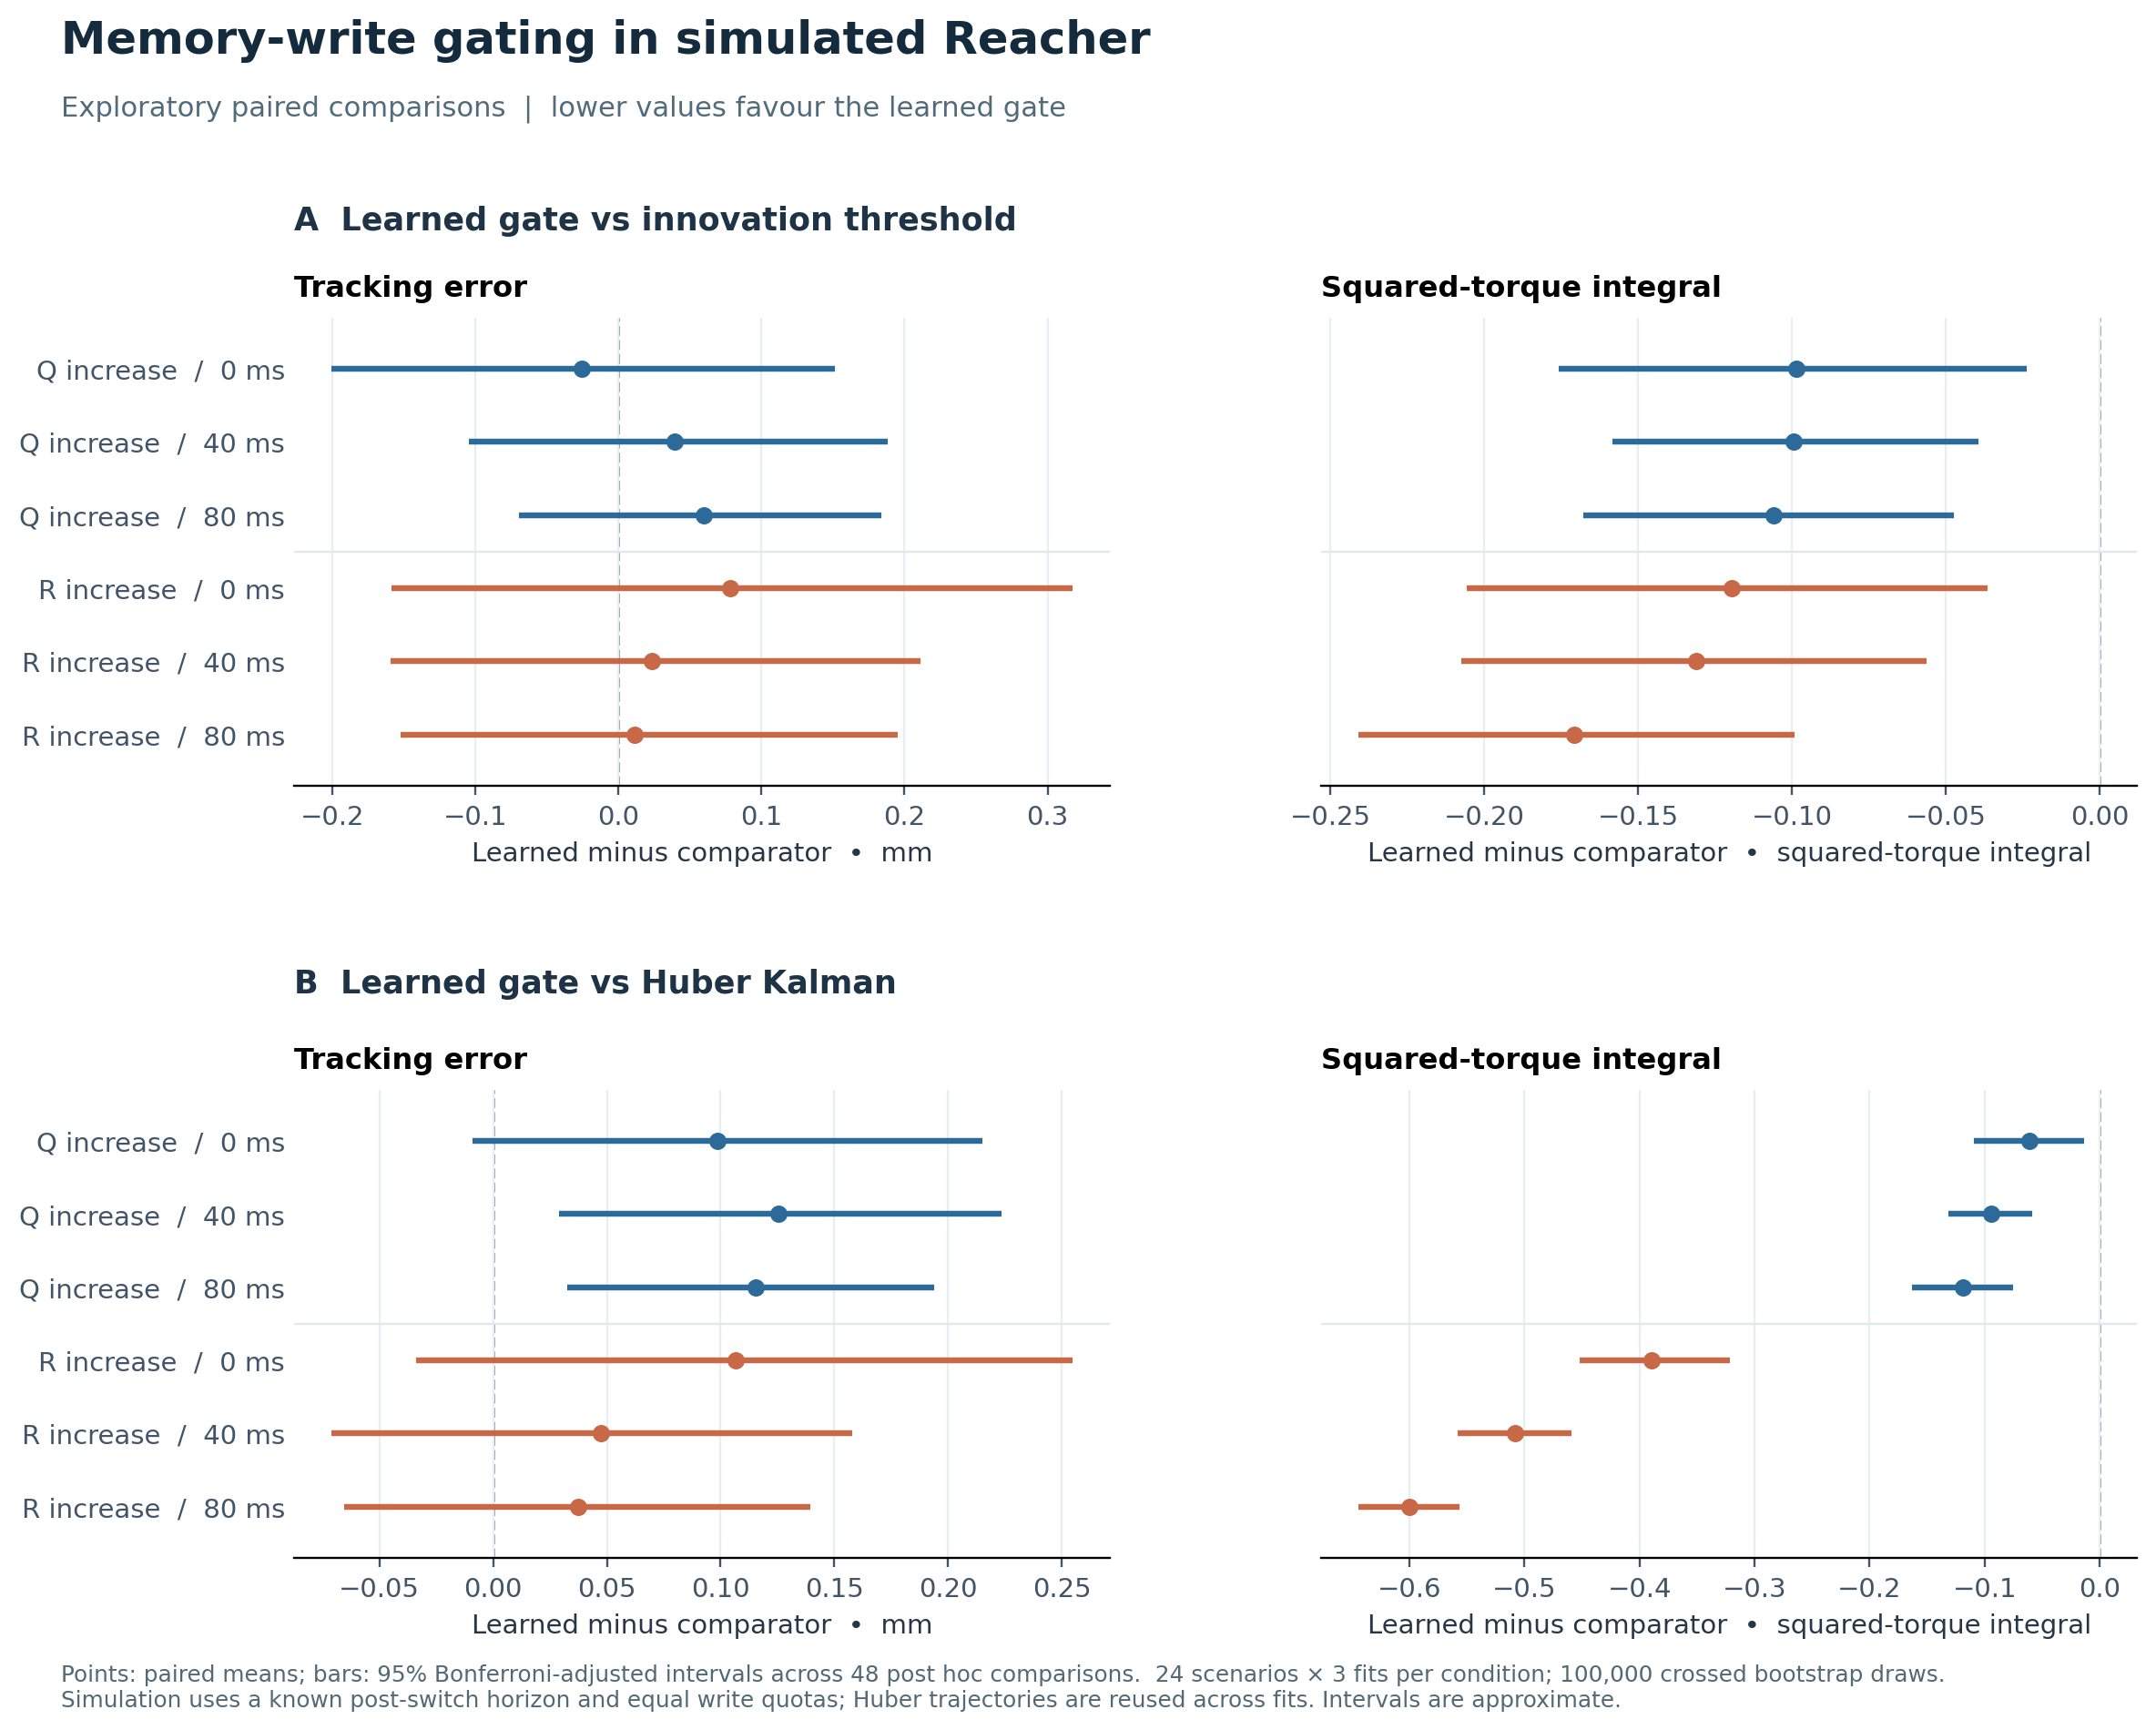 Memory-write gating in simulated Reacher
Exploratory paired comparisons | lower values favour the learned gate
A Learned gate vs innovation threshold
Tracking error
Squared-torque integral
Q increase / 0 ms
Q increase / 40 ms
Q increase / 80 ms
R increase / 0 ms
R increase / 40 ms
R increase / 80 ms
−0.2 −0.1 0.0 0.1 0.2 0.3
Learned minus comparator • mm
−0.25 −0.20 −0.15 −0.10 −0.05 0.00
Learned minus comparator • squared-torque integral
B Learned gate vs Huber Kalman
Tracking error
Squared-torque integral
Q increase / 0 ms
Q increase / 40 ms
Q increase / 80 ms
R increase / 0 ms
R increase / 40 ms
R increase / 80 ms
−0.05 0.00 0.05 0.10 0.15 0.20 0.25
Learned minus comparator • mm
−0.6 −0.5 −0.4 −0.3 −0.2 −0.1 0.0
Learned minus comparator • squared-torque integral
Points: paired means; bars: 95% Bonferroni-adjusted intervals across 48 post hoc comparisons. 24 scenarios × 3 fits per condition; 100,000 crossed bootstrap draws.
Simulation uses a known post-switch horizon and equal write quotas; Huber trajectories are reused across fits. Intervals are approximate.